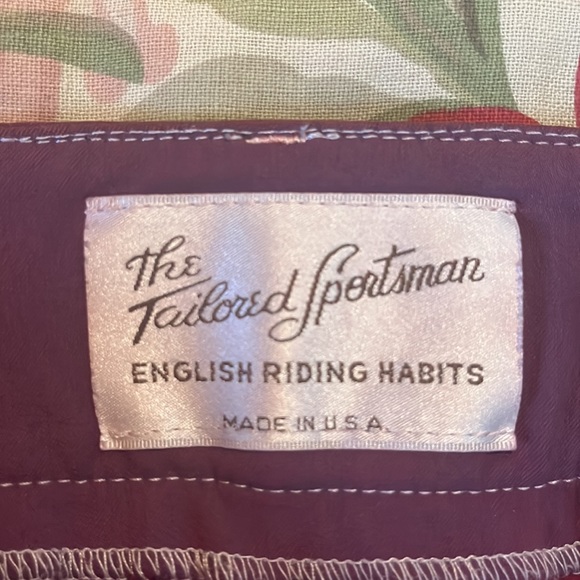 The
Tailored Sportsman
ENGLISH RIDING HABITS
MADE IN U.S.A.